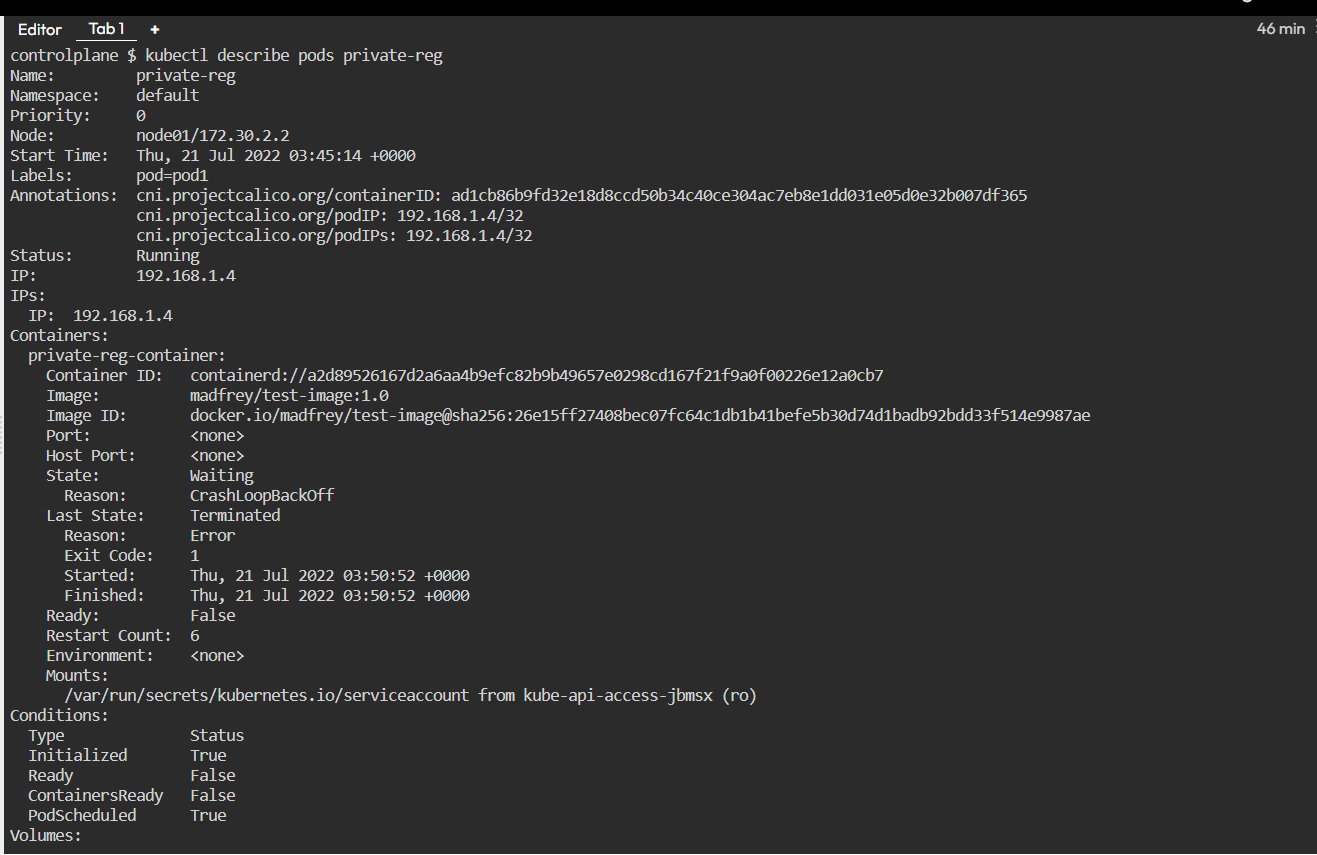 Editor Tab 1 + 46 min
controlplane $ kubectl describe pods private-reg
Name: private-reg
Namespace: default
Priority: 0
Node: node01/172.30.2.2
Start Time: Thu, 21 Jul 2022 03:45:14 +0000
Labels: pod=pod1
Annotations: cni.projectcalico.org/containerID: ad1cb86b9fd32e18d8ccd50b34c40ce304ac7eb8e1dd031e05d0e32b007df365
cni.projectcalico.org/podIP: 192.168.1.4/32
cni.projectcalico.org/podIPs: 192.168.1.4/32
Status: Running
IP: 192.168.1.4
IPs:
IP: 192.168.1.4
Containers:
private-reg-container:
Container ID: containerd://a2d89526167d2a6aa4b9efc82b9b49657e0298cd167f21f9a0f00226e12a0cb7
Image: madfrey/test-image:1.0
Image ID: docker.io/madfrey/test-image@sha256:26e15ff27408bec07fc64c1db1b41befe5b30d74d1badb92bdd33f514e9987ae
Port: <none>
Host Port: <none>
State: Waiting
Reason: CrashLoopBackOff
Last State: Terminated
Reason: Error
Exit Code: 1
Started: Thu, 21 Jul 2022 03:50:52 +0000
Finished: Thu, 21 Jul 2022 03:50:52 +0000
Ready: False
Restart Count: 6
Environment: <none>
Mounts:
/var/run/secrets/kubernetes.io/serviceaccount from kube-api-access-jbmsx (ro)
Conditions:
Type Status
Initialized True
Ready False
ContainersReady False
PodScheduled True
Volumes: